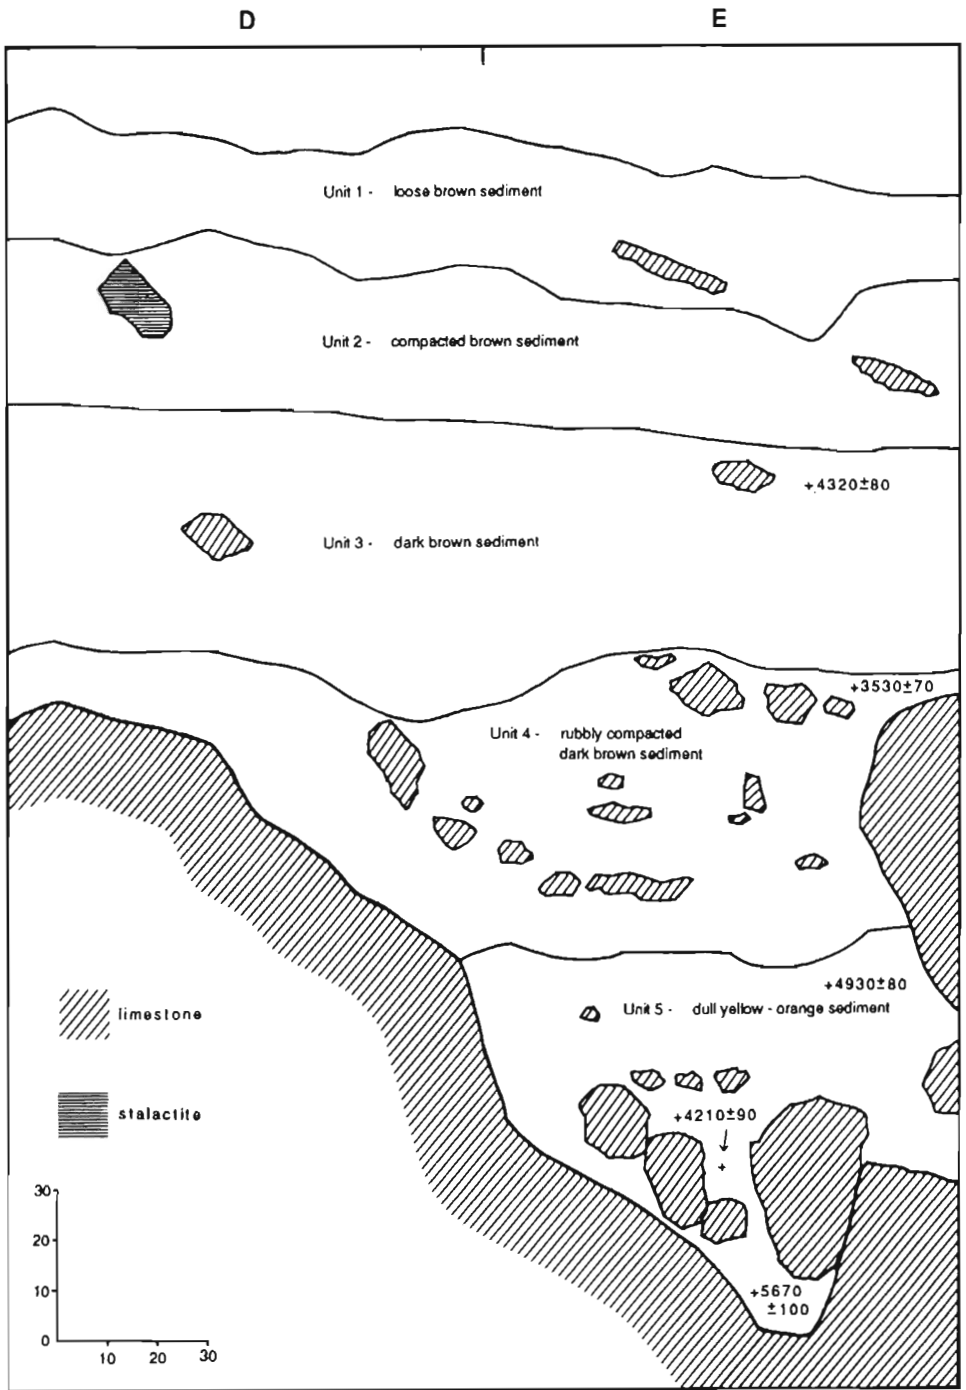 D E
Unit 1 - loose brown sediment
Unit 2 - compacted brown sediment
+4320±80
Unit 3 - dark brown sediment
+3530±70
Unit 4 - rubbly compacted
dark brown sediment
+4930±80
Unit 5 - dull yellow - orange sediment
limestone
+4210±90
stalactite
+
30
20
10
0
+5670
±100
10 20 30